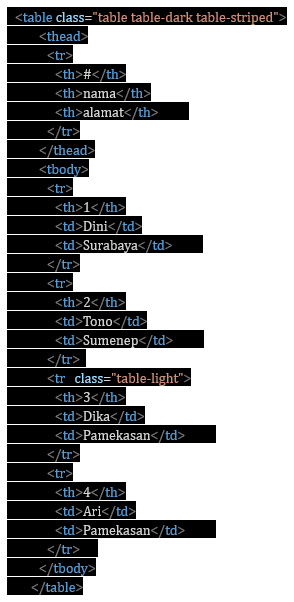 <table class="table table-dark table-striped">
<thead>
<tr>
<th>#</th>
<th>nama</th>
<th>alamat</th>
</tr>
</thead>
<tbody>
<tr>
<th>1</th>
<td>Dini</td>
<td>Surabaya</td>
</tr>
<tr>
<th>2</th>
<td>Tono</td>
<td>Sumenep</td>
</tr>
<tr class="table-light">
<th>3</th>
<td>Dika</td>
<td>Pamekasan</td>
</tr>
<tr>
<th>4</th>
<td>Ari</td>
<td>Pamekasan</td>
</tr>
</tbody>
</table>